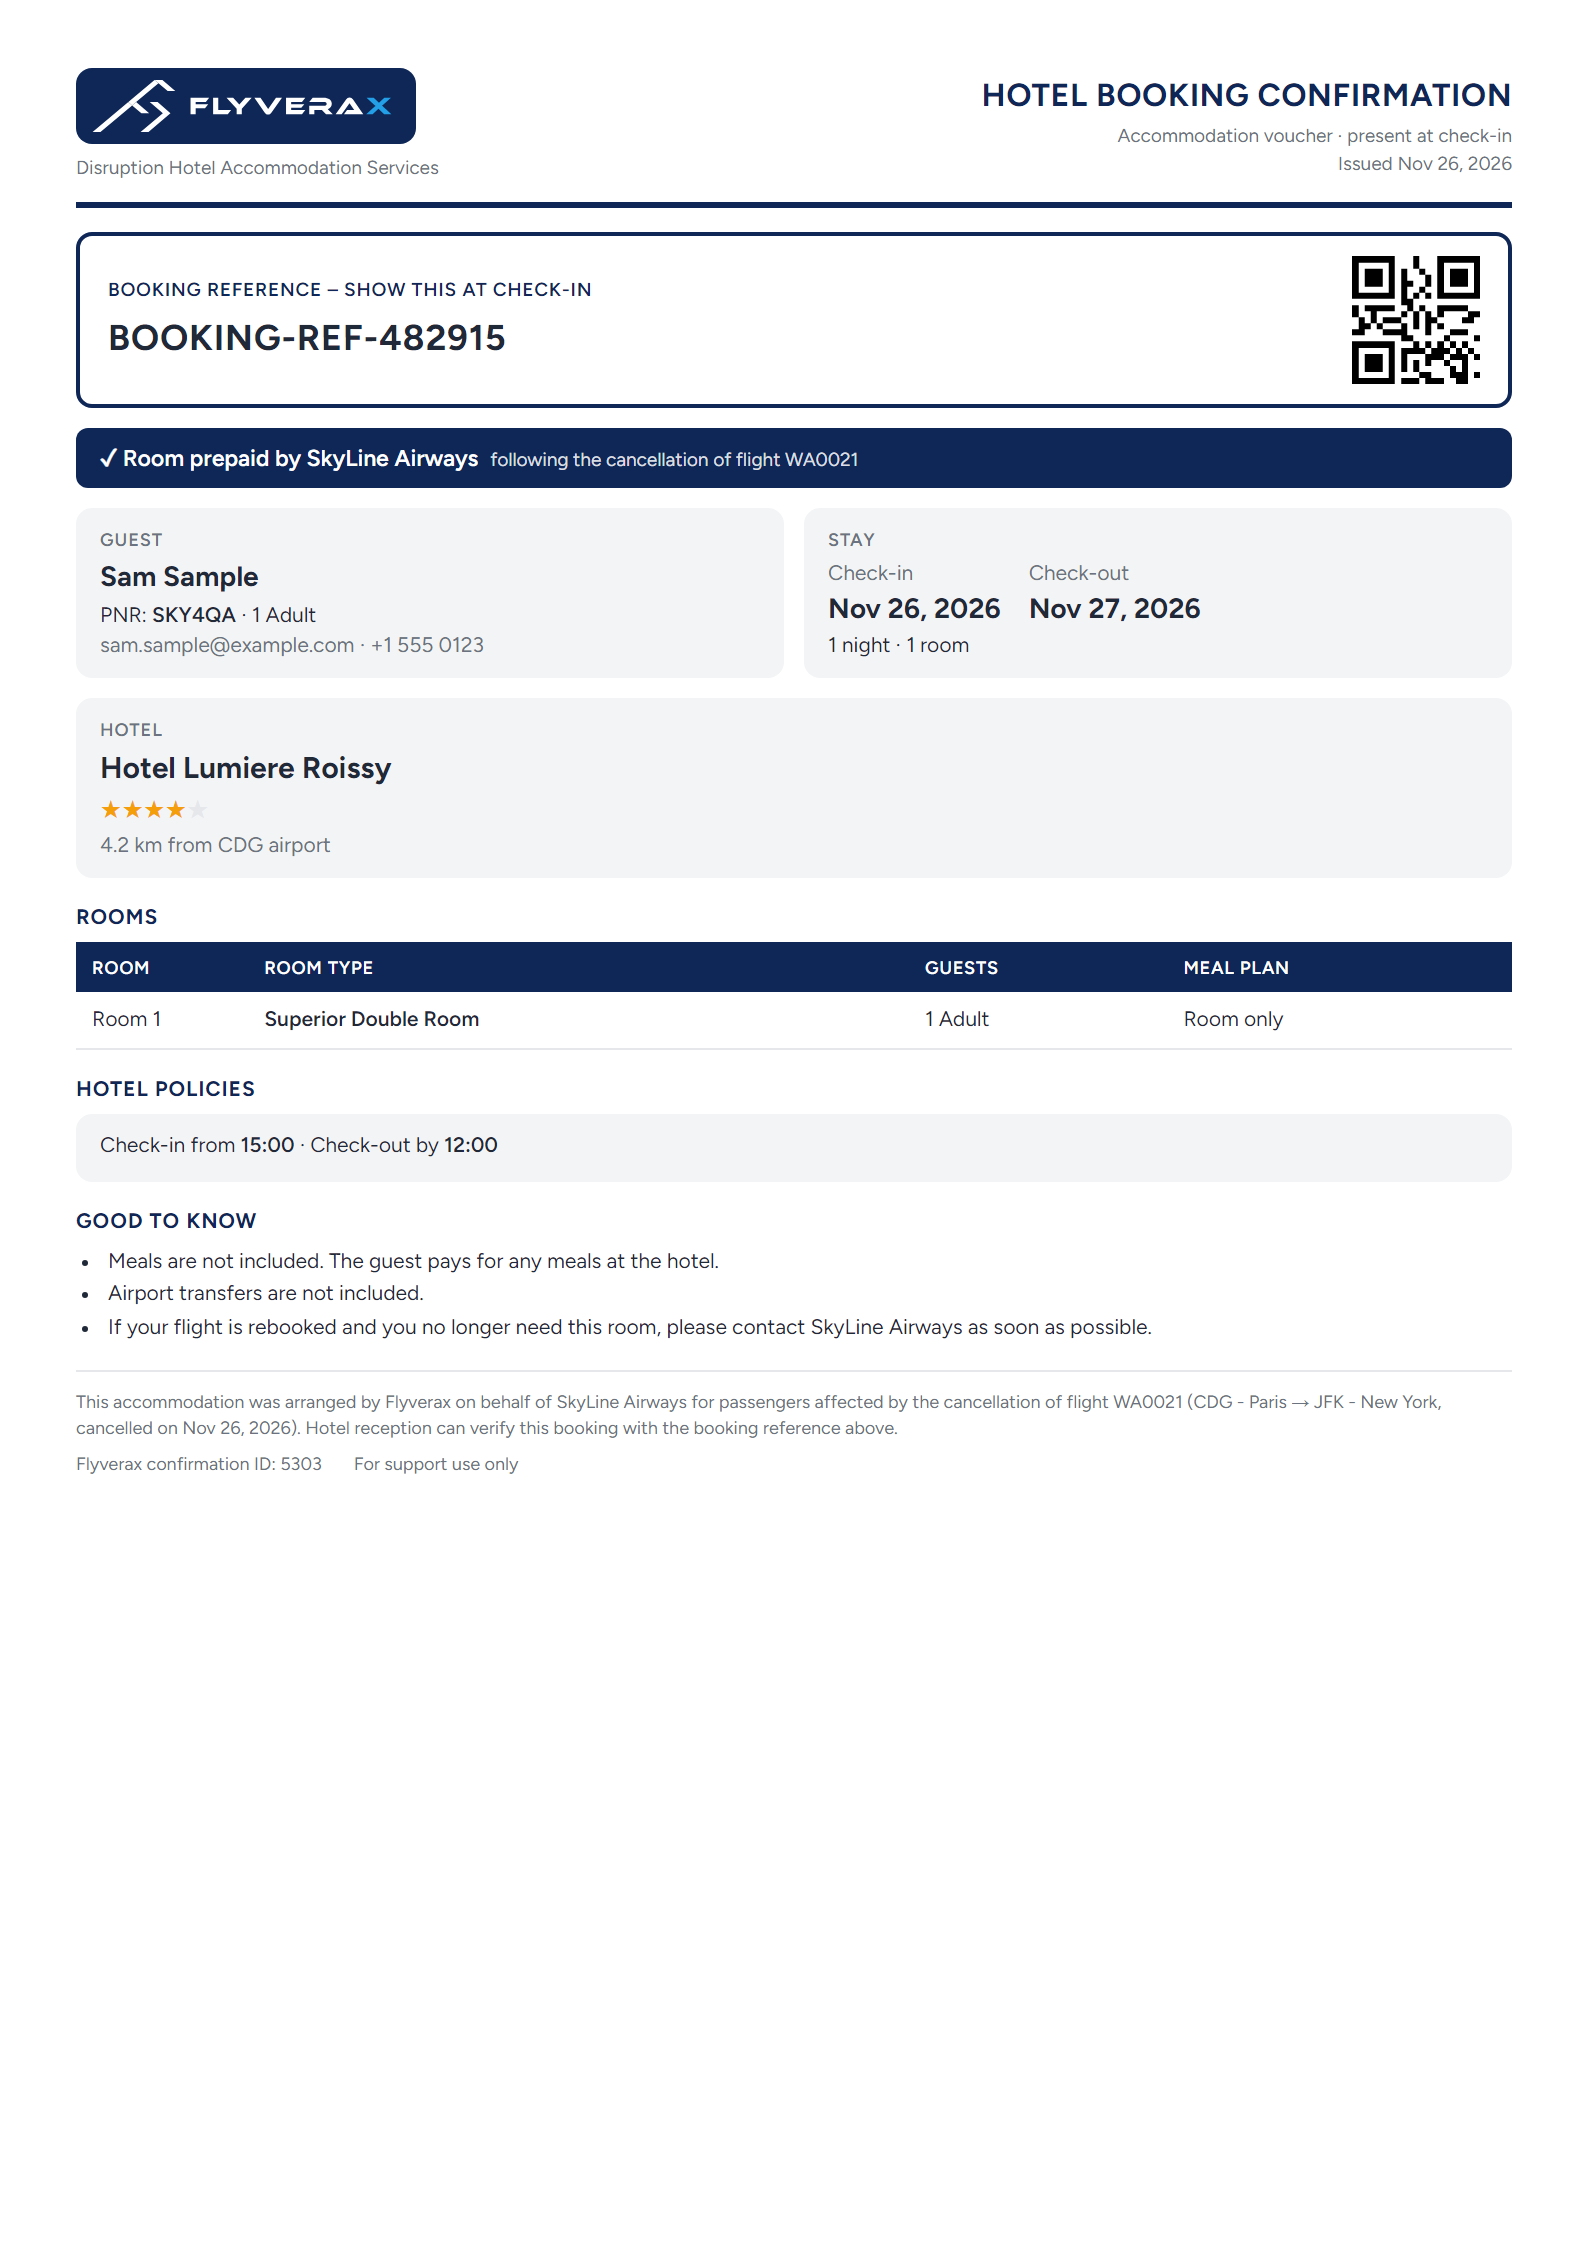 FLYVERAX
Disruption Hotel Accommodation Services
HOTEL BOOKING CONFIRMATION
Accommodation voucher · present at check-in
Issued Nov 26, 2026
BOOKING REFERENCE – SHOW THIS AT CHECK-IN
BOOKING-REF-482915
✓ Room prepaid by SkyLine Airways following the cancellation of flight WA0021
GUEST
Sam Sample
PNR: SKY4QA · 1 Adult
sam.sample@example.com · +1 555 0123
STAY
Check-in Check-out
Nov 26, 2026 Nov 27, 2026
1 night · 1 room
HOTEL
Hotel Lumiere Roissy
★★★★★
4.2 km from CDG airport
ROOMS
ROOM ROOM TYPE GUESTS MEAL PLAN
Room 1 Superior Double Room 1 Adult Room only
HOTEL POLICIES
Check-in from 15:00 · Check-out by 12:00
GOOD TO KNOW
• Meals are not included. The guest pays for any meals at the hotel.
• Airport transfers are not included.
• If your flight is rebooked and you no longer need this room, please contact SkyLine Airways as soon as possible.
This accommodation was arranged by Flyverax on behalf of SkyLine Airways for passengers affected by the cancellation of flight WA0021 (CDG - Paris → JFK - New York,
cancelled on Nov 26, 2026). Hotel reception can verify this booking with the booking reference above.
Flyverax confirmation ID: 5303 For support use only